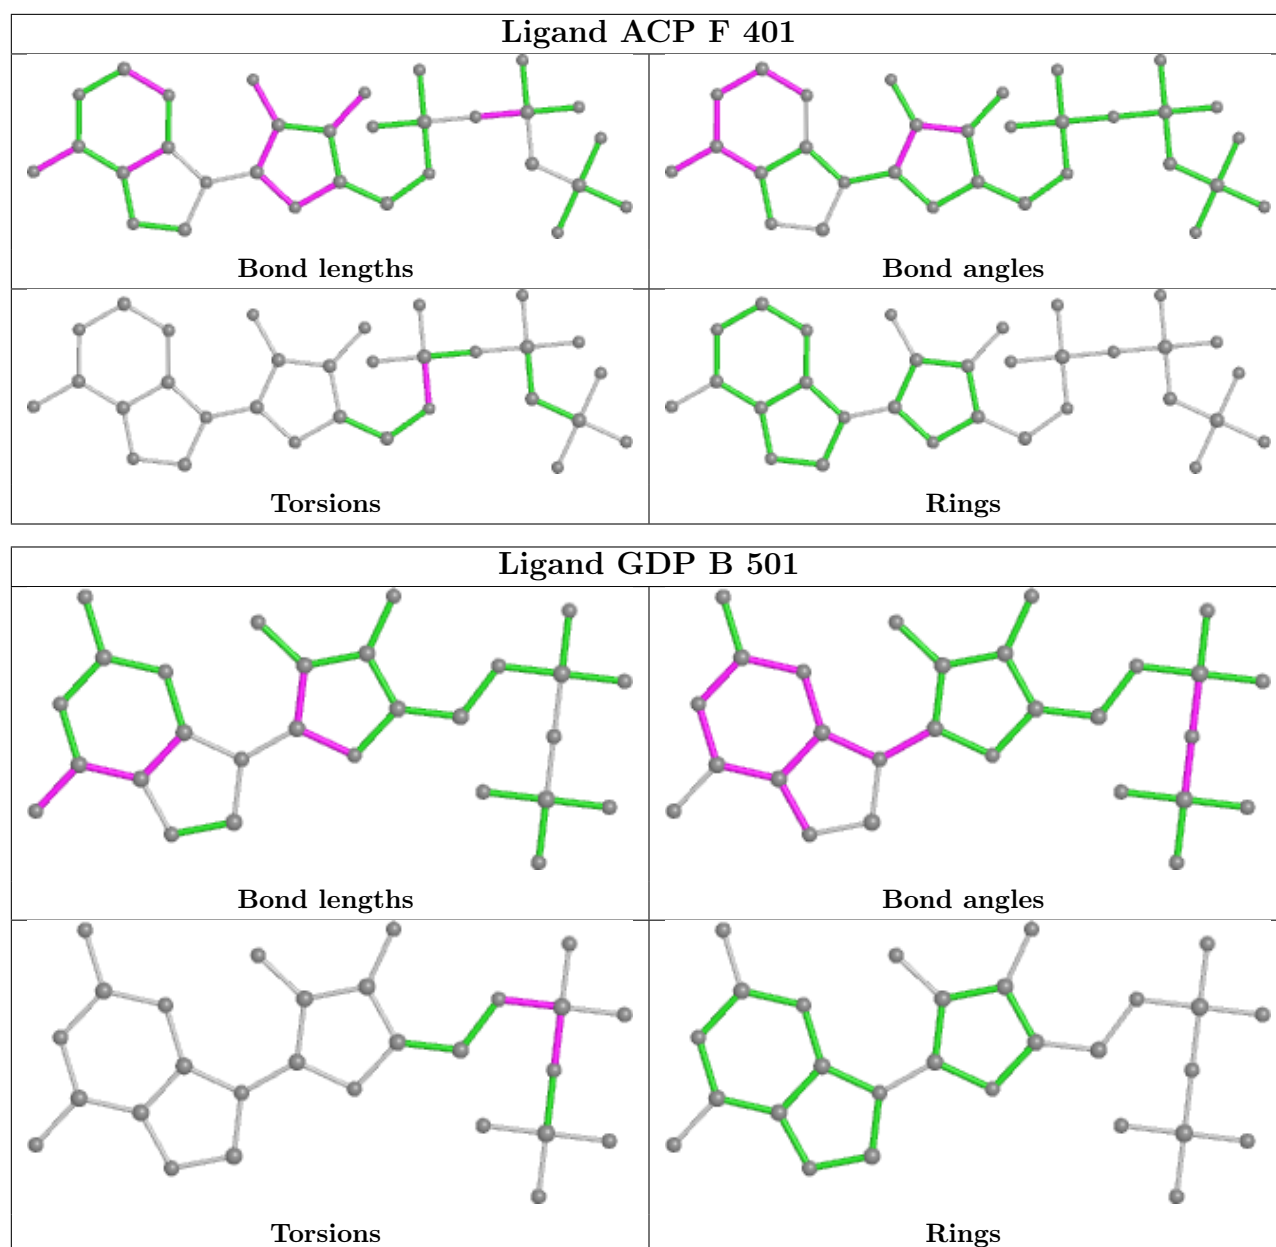 Ligand ACP F 401
Bond lengths
Bond angles
Torsions
Rings
Ligand GDP B 501
Bond lengths
Bond angles
Torsions
Rings